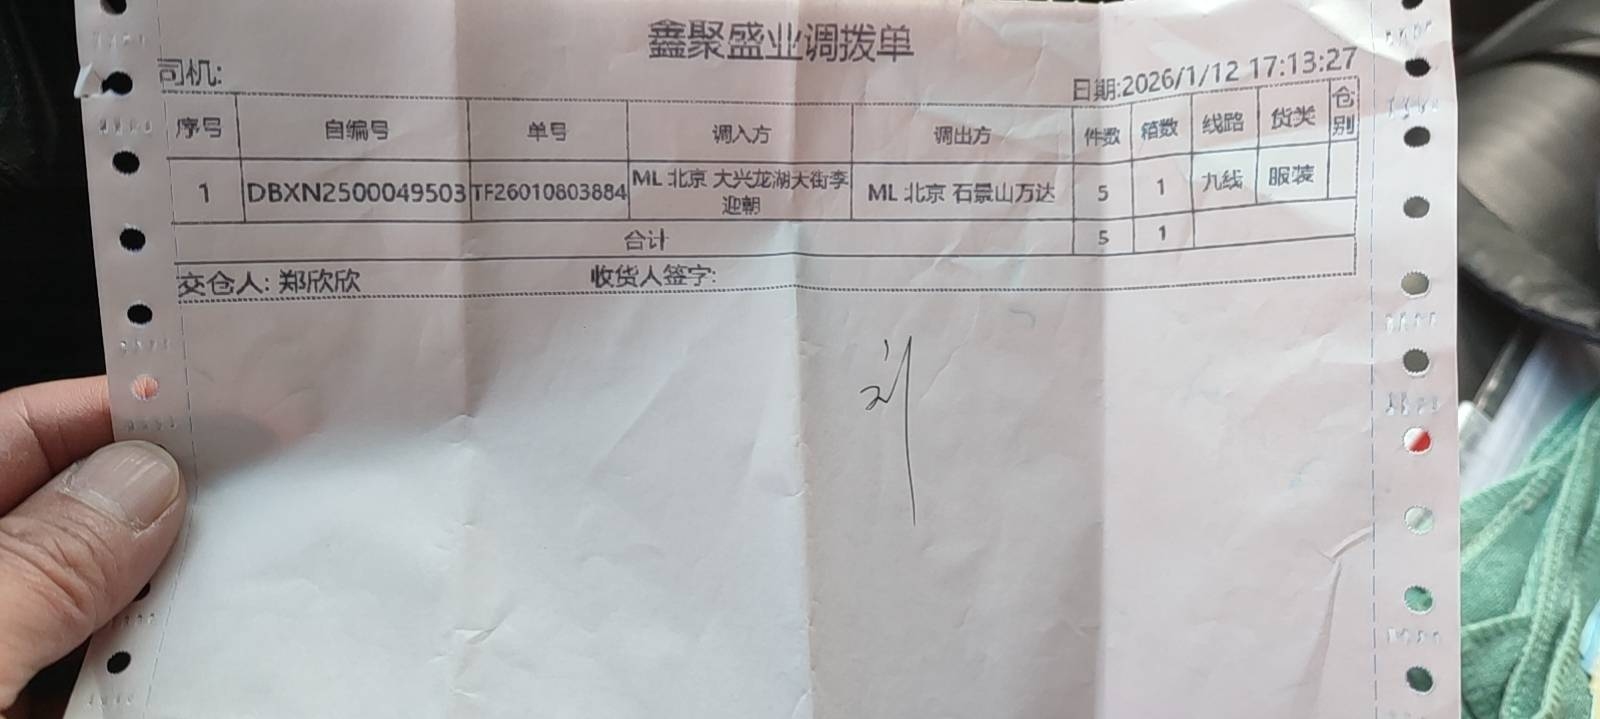 鑫聚盛业调拨单
司机:
日期:2026/1/12 17:13:27
序号 自编号 单号 调入方 调出方 件数 箱数 线路 货类 仓别
1 DBXN2500049503 TF26010803884 ML 北京 大兴龙湖大街李迎朝 ML 北京 石景山万达 5 1 九线 服装
合计 5 1
交仓人: 郑欣欣 收货人签字:
刘